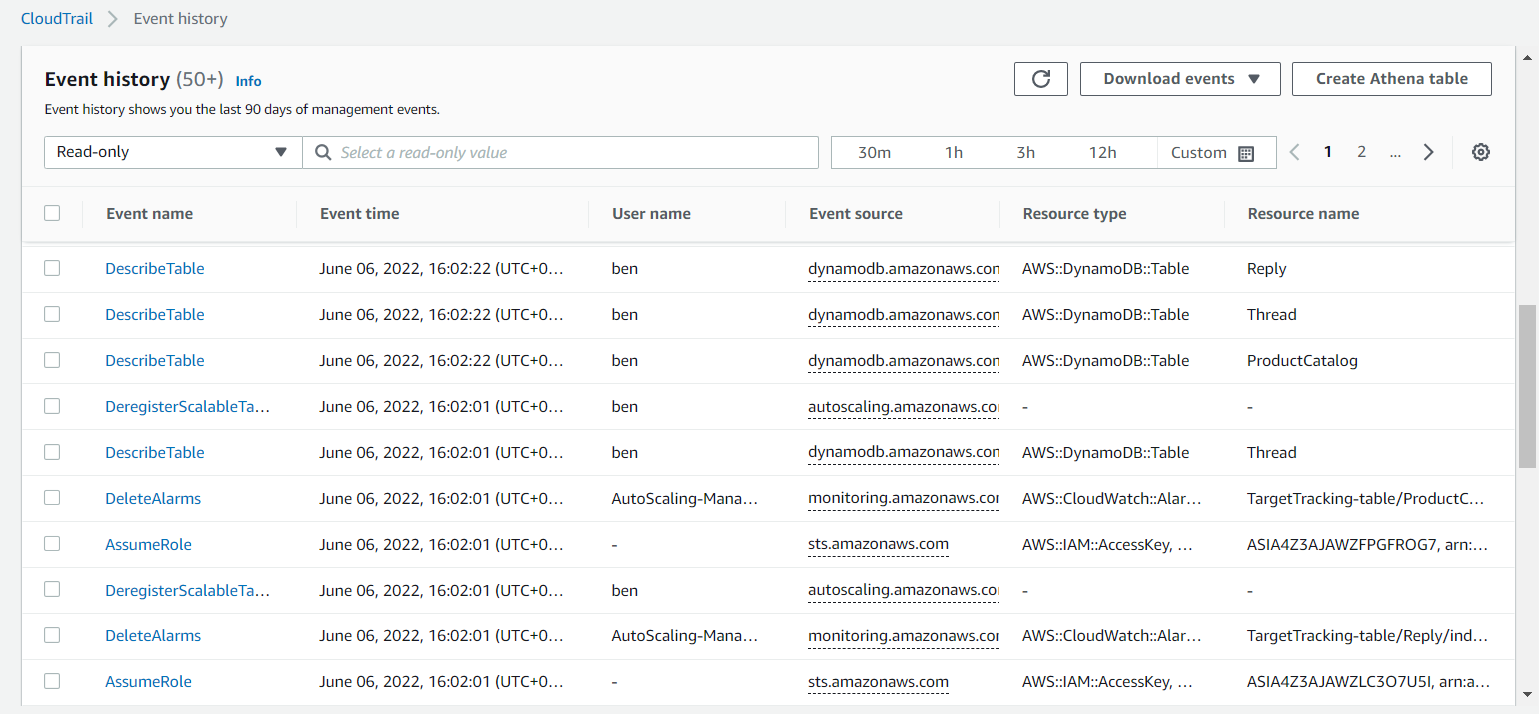 CloudTrail > Event history
Event history (50+) Info
Download events Create Athena table
Event history shows you the last 90 days of management events.
Read-only Select a read-only value 30m 1h 3h 12h Custom 1 2 ...
Event name Event time User name Event source Resource type Resource name
DescribeTable June 06, 2022, 16:02:22 (UTC+0… ben dynamodb.amazonaws.com AWS::DynamoDB::Table Reply
DescribeTable June 06, 2022, 16:02:22 (UTC+0… ben dynamodb.amazonaws.com AWS::DynamoDB::Table Thread
DescribeTable June 06, 2022, 16:02:22 (UTC+0… ben dynamodb.amazonaws.com AWS::DynamoDB::Table ProductCatalog
DeregisterScalableTa… June 06, 2022, 16:02:01 (UTC+0… ben autoscaling.amazonaws.co - -
DescribeTable June 06, 2022, 16:02:01 (UTC+0… ben dynamodb.amazonaws.com AWS::DynamoDB::Table Thread
DeleteAlarms June 06, 2022, 16:02:01 (UTC+0… AutoScaling-Mana… monitoring.amazonaws.co AWS::CloudWatch::Alar… TargetTracking-table/ProductC…
AssumeRole June 06, 2022, 16:02:01 (UTC+0… - sts.amazonaws.com AWS::IAM::AccessKey, … ASIA4Z3AJAWZFPGFROG7, arn:…
DeregisterScalableTa… June 06, 2022, 16:02:01 (UTC+0… ben autoscaling.amazonaws.co - -
DeleteAlarms June 06, 2022, 16:02:01 (UTC+0… AutoScaling-Mana… monitoring.amazonaws.co AWS::CloudWatch::Alar… TargetTracking-table/Reply/ind…
AssumeRole June 06, 2022, 16:02:01 (UTC+0… - sts.amazonaws.com AWS::IAM::AccessKey, … ASIA4Z3AJAWZLC3O7U5I, arn:a…